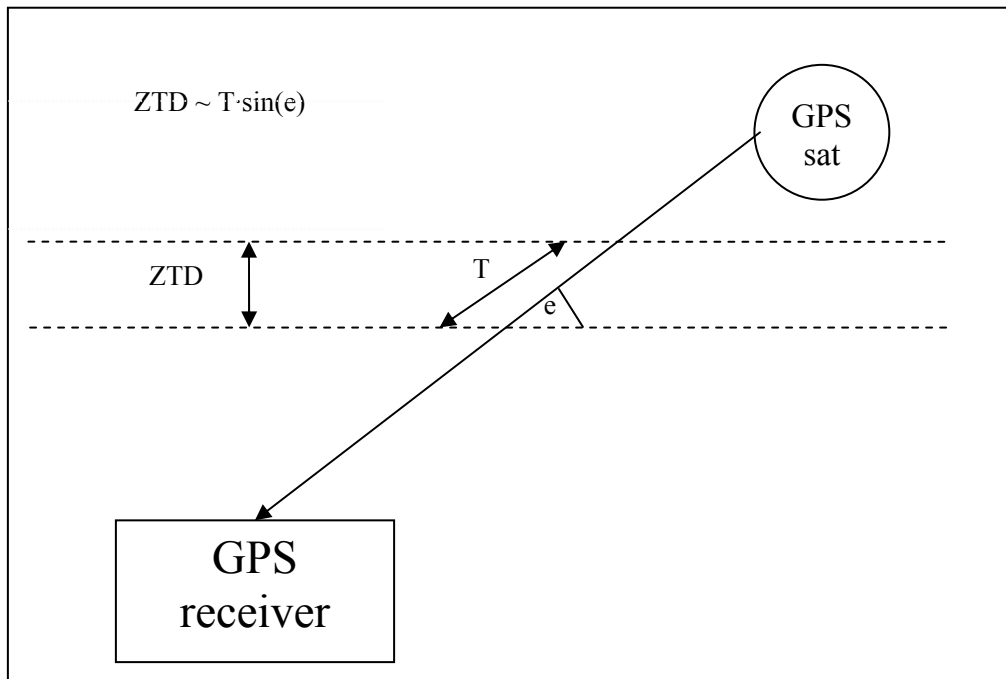 ZTD ~ T·sin(e)
GPS
sat
ZTD
T
e
GPS
receiver